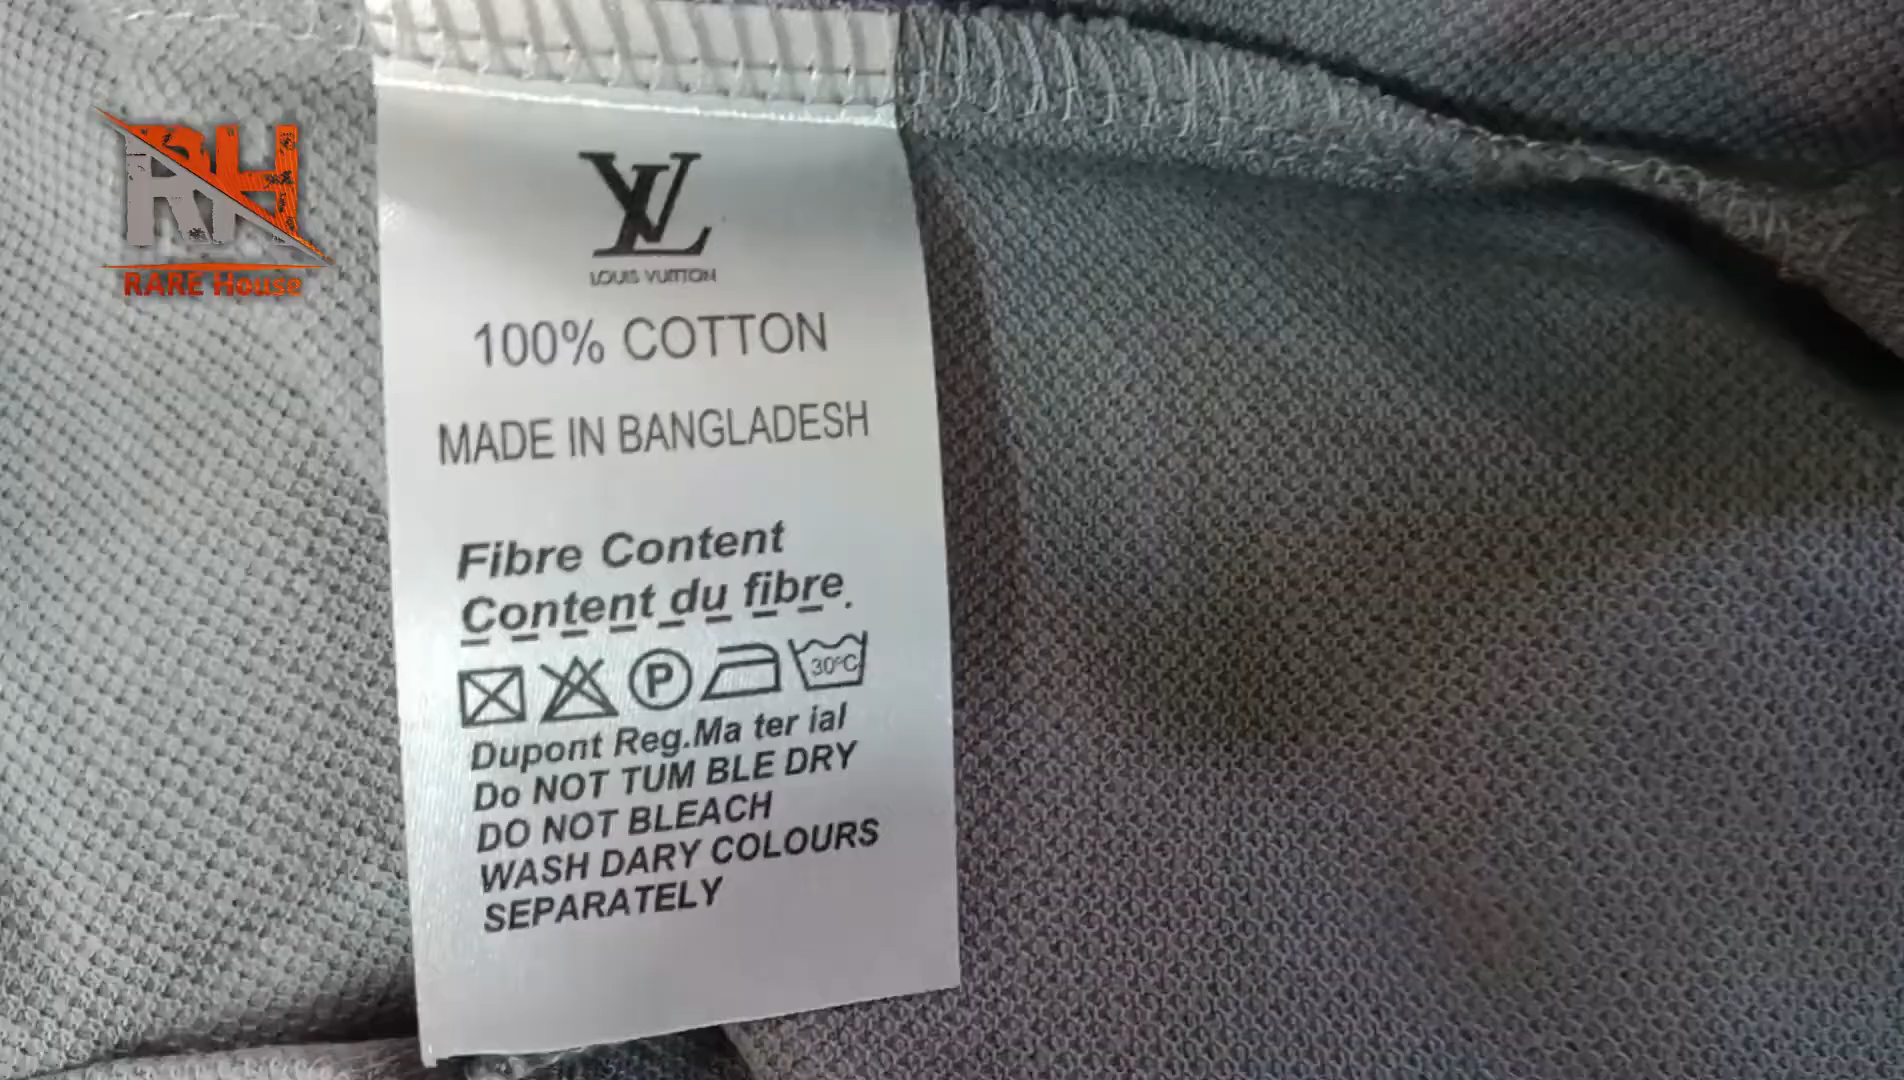 RH
RARE House
LV
LOUIS VUITTON
100% COTTON
MADE IN BANGLADESH
Fibre Content
Content du fibre.
P 30°C
Dupont Reg.Ma ter ial
Do NOT TUM BLE DRY
DO NOT BLEACH
WASH DARY COLOURS
SEPARATELY